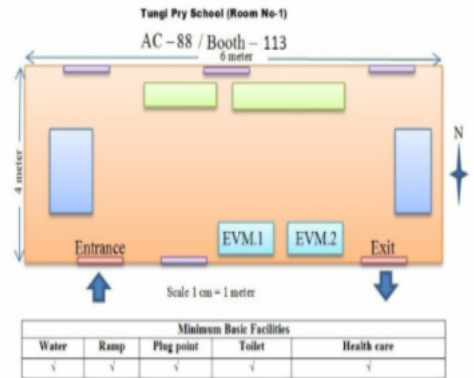 Tungi Pry School (Room No-1)
AC – 88 / Booth – 113
6 meter
4 meter
N
EVM.1
EVM.2
Entrance
Exit
Scale 1 cm = 1 meter
Minimum Basic Facilities
Water Ramp Plug point Toilet Health care
√ √ √ √ √